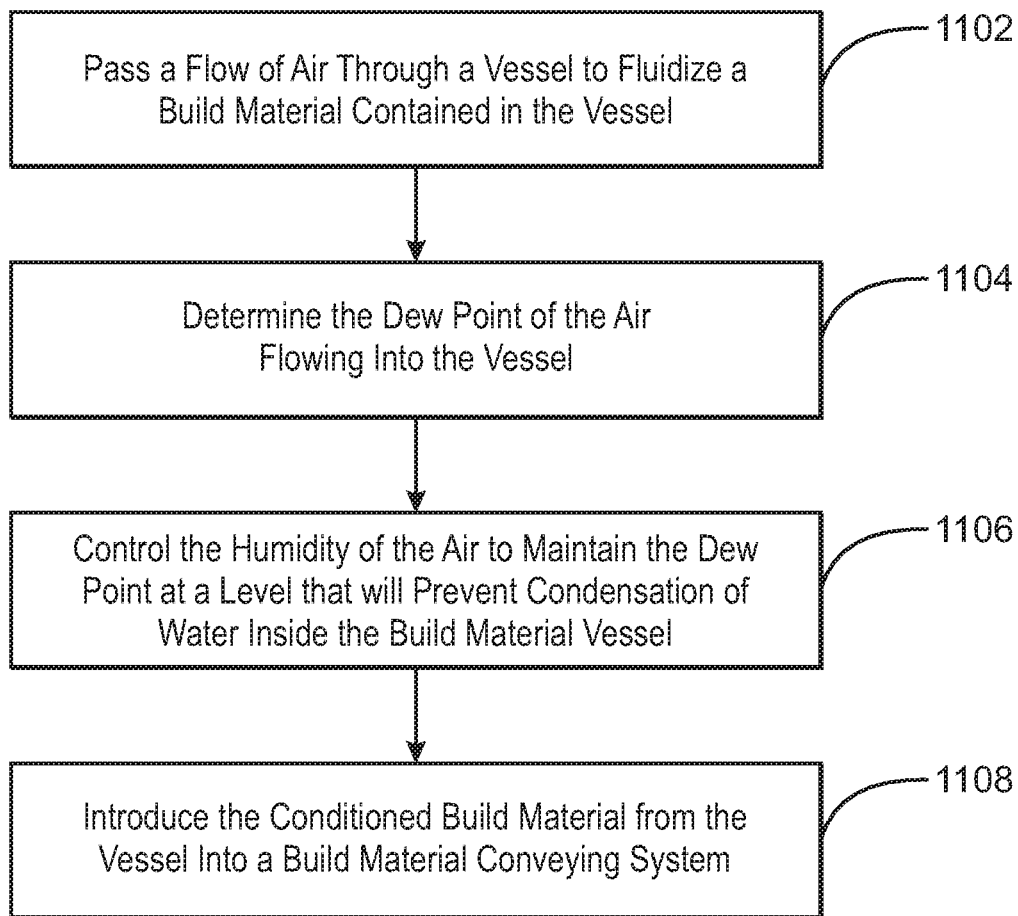 1102
Pass a Flow of Air Through a Vessel to Fluidize a
Build Material Contained in the Vessel
1104
Determine the Dew Point of the Air
Flowing Into the Vessel
1106
Control the Humidity of the Air to Maintain the Dew
Point at a Level that will Prevent Condensation of
Water Inside the Build Material Vessel
1108
Introduce the Conditioned Build Material from the
Vessel Into a Build Material Conveying System